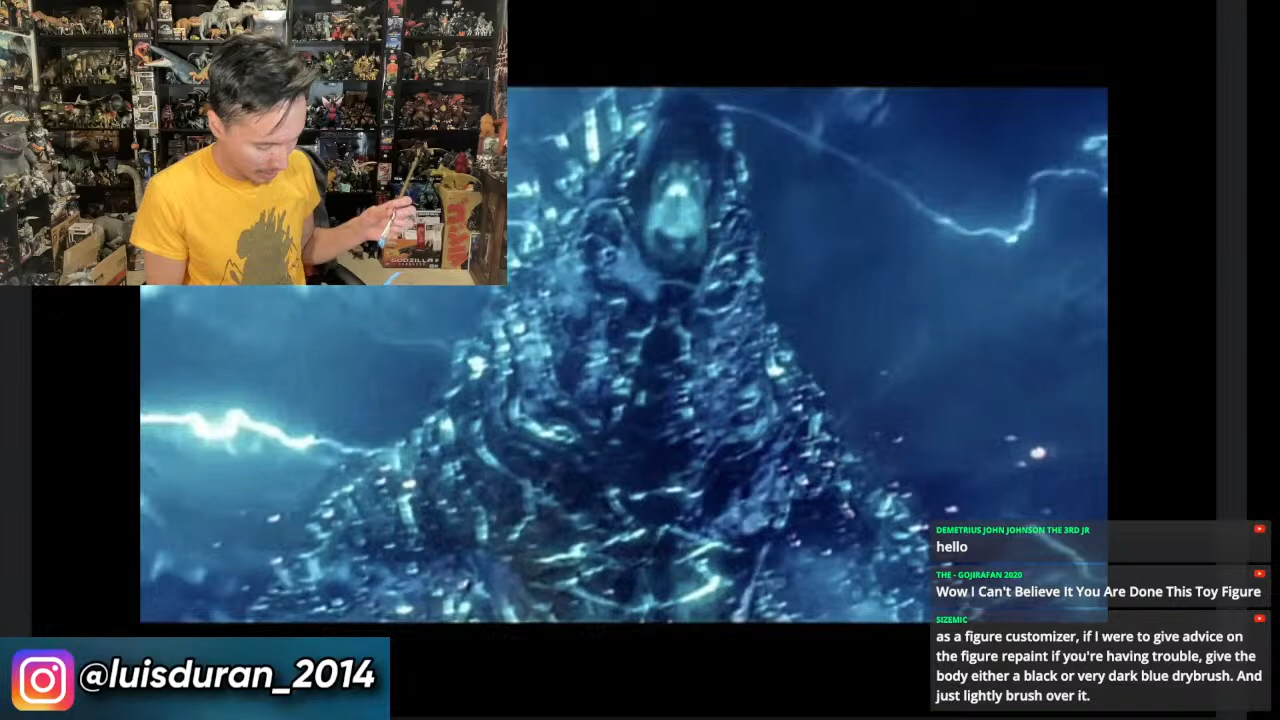 GODZILLA
DEMETRIUS JOHN JOHNSON THE 3RD JR
hello
THE - GOJIRAFAN 2020
Wow I Can't Believe It You Are Done This Toy Figure
SIZEMIC
as a figure customizer, if I were to give advice on
the figure repaint if you're having trouble, give the
body either a black or very dark blue drybrush. And
just lightly brush over it.
@luisduran_2014